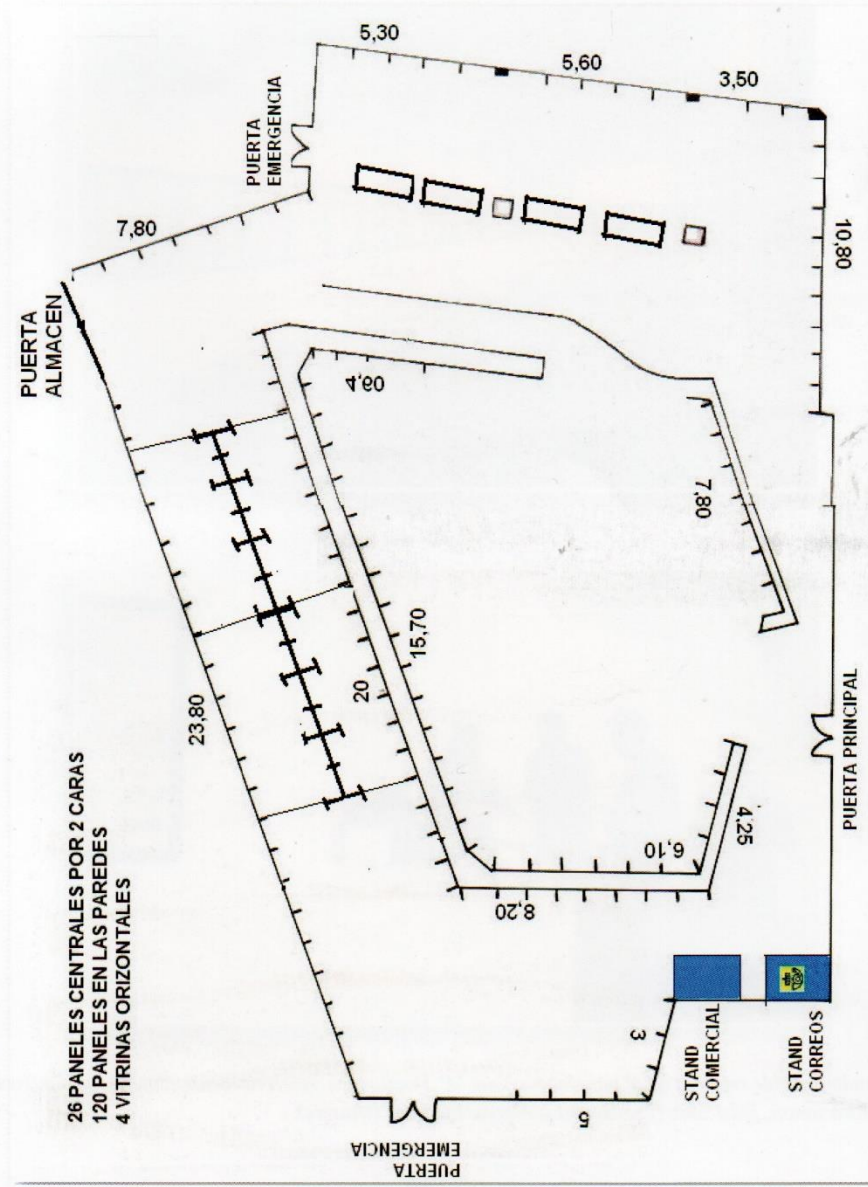 5,30
5,60
3,50
PUERTA
EMERGENCIA
7,80
PUERTA
ALMACEN
10,80
4,90
7,80
15,70
20
23,80
26 PANELES CENTRALES POR 2 CARAS
120 PANELES EN LAS PAREDES
4 VITRINAS ORIZONTALES
PUERTA PRINCIPAL
4,25
6,10
8,20
3
STAND
COMERCIAL
STAND
CORREOS
5
PUERTA
EMERGENCIA